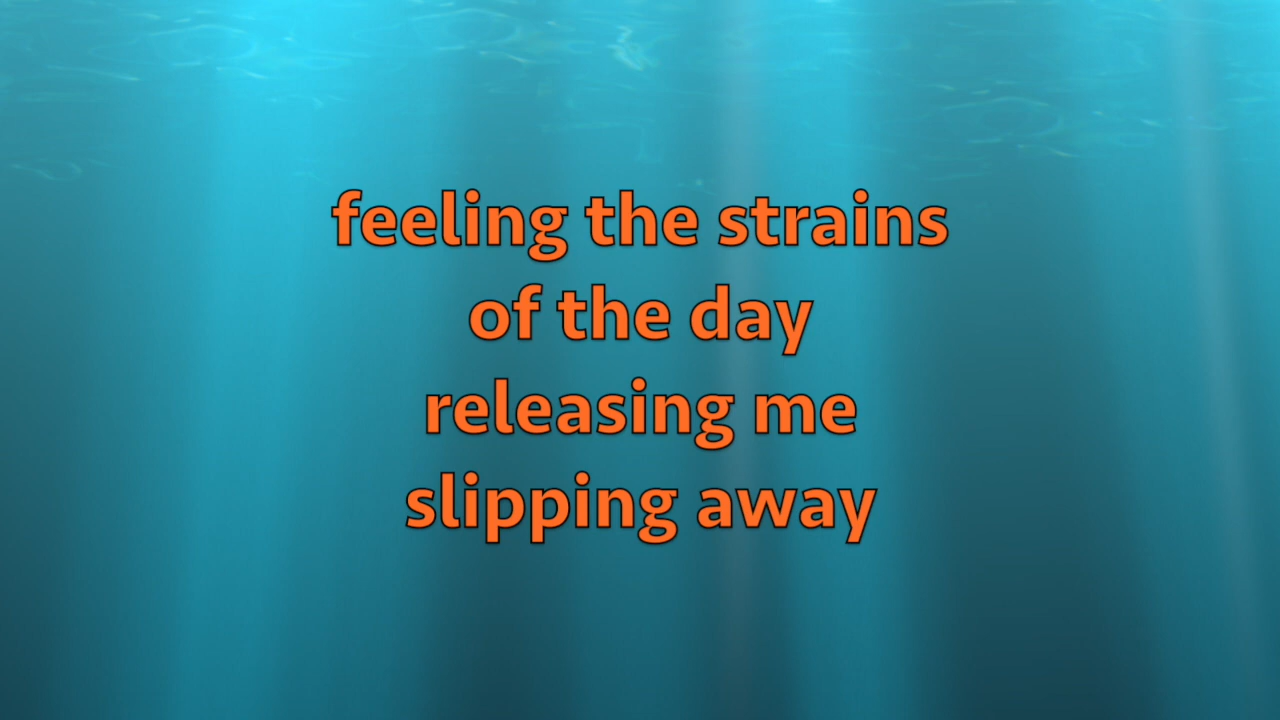 feeling the strains
of the day
releasing me
slipping away